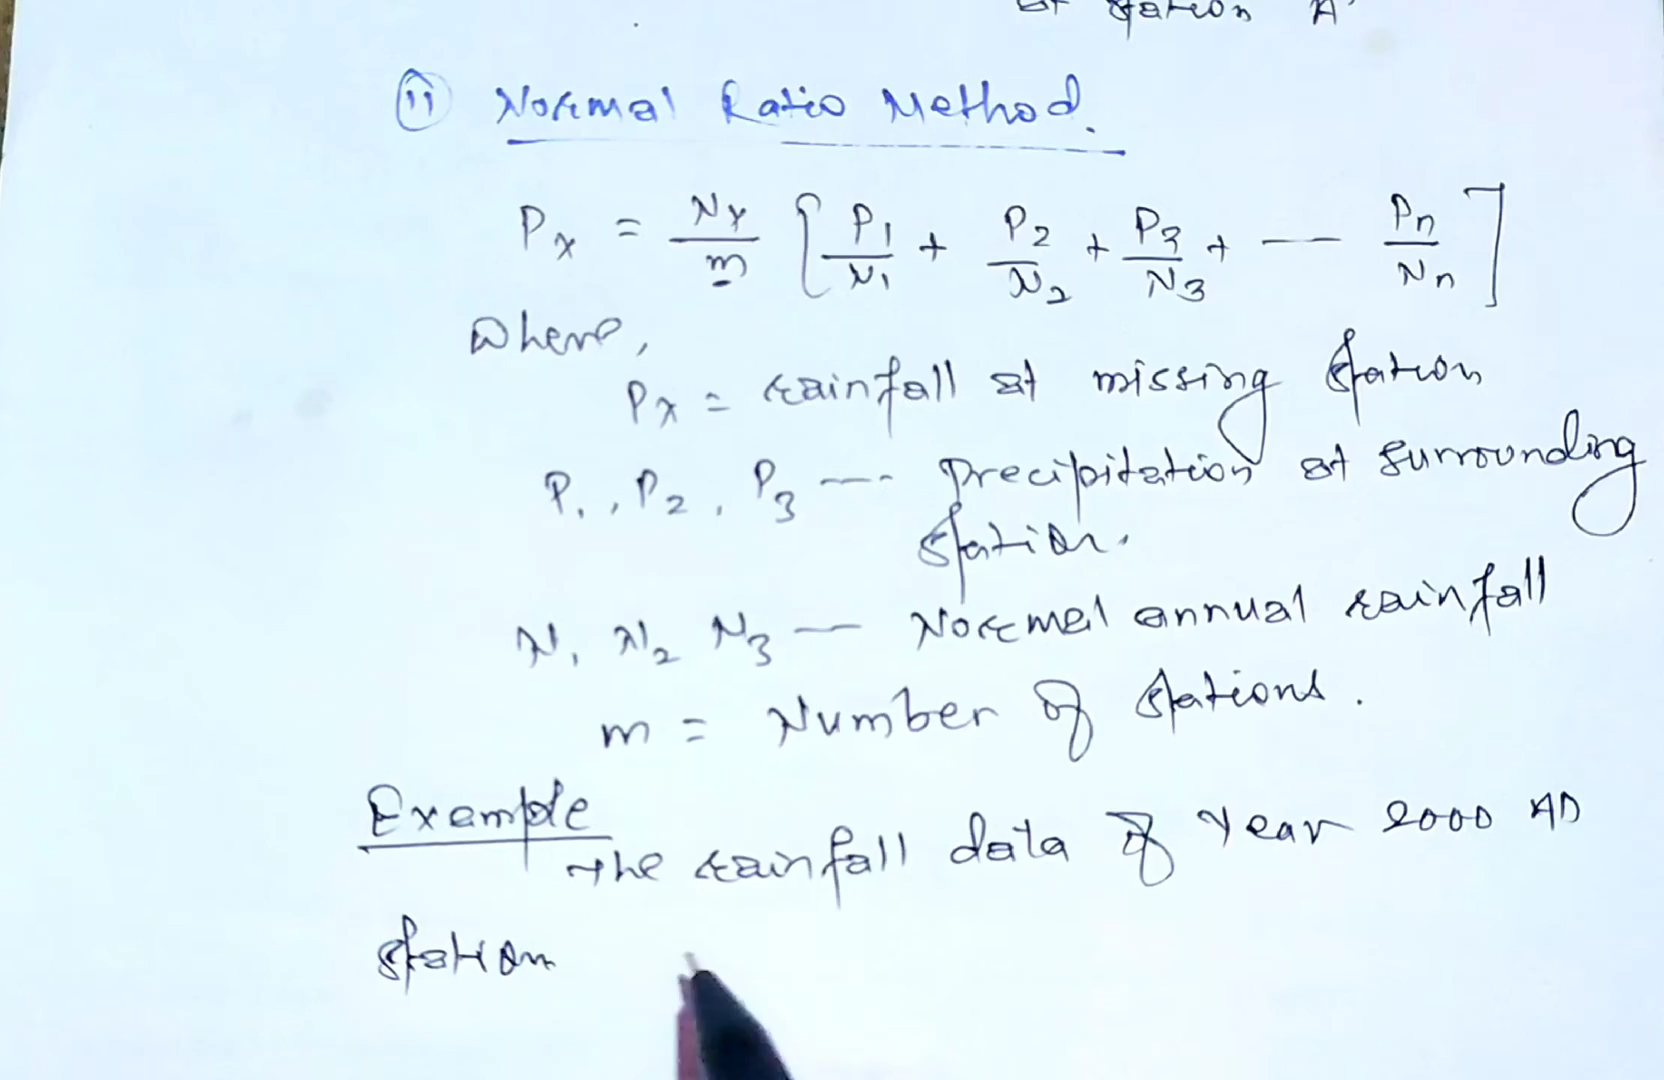 at station A
(ii) Normal Ratio Method.
Px = Nx/m [P1/N1 + P2/N2 + P3/N3 + — Pn/Nn]
where,
Px = rainfall at missing station
P1, P2, P3 --- precipitation at surrounding
station.
N1 N2 N3 — Normal annual rainfall
m = Number of stations.
Example
The rainfall data of year 2000 AD
station